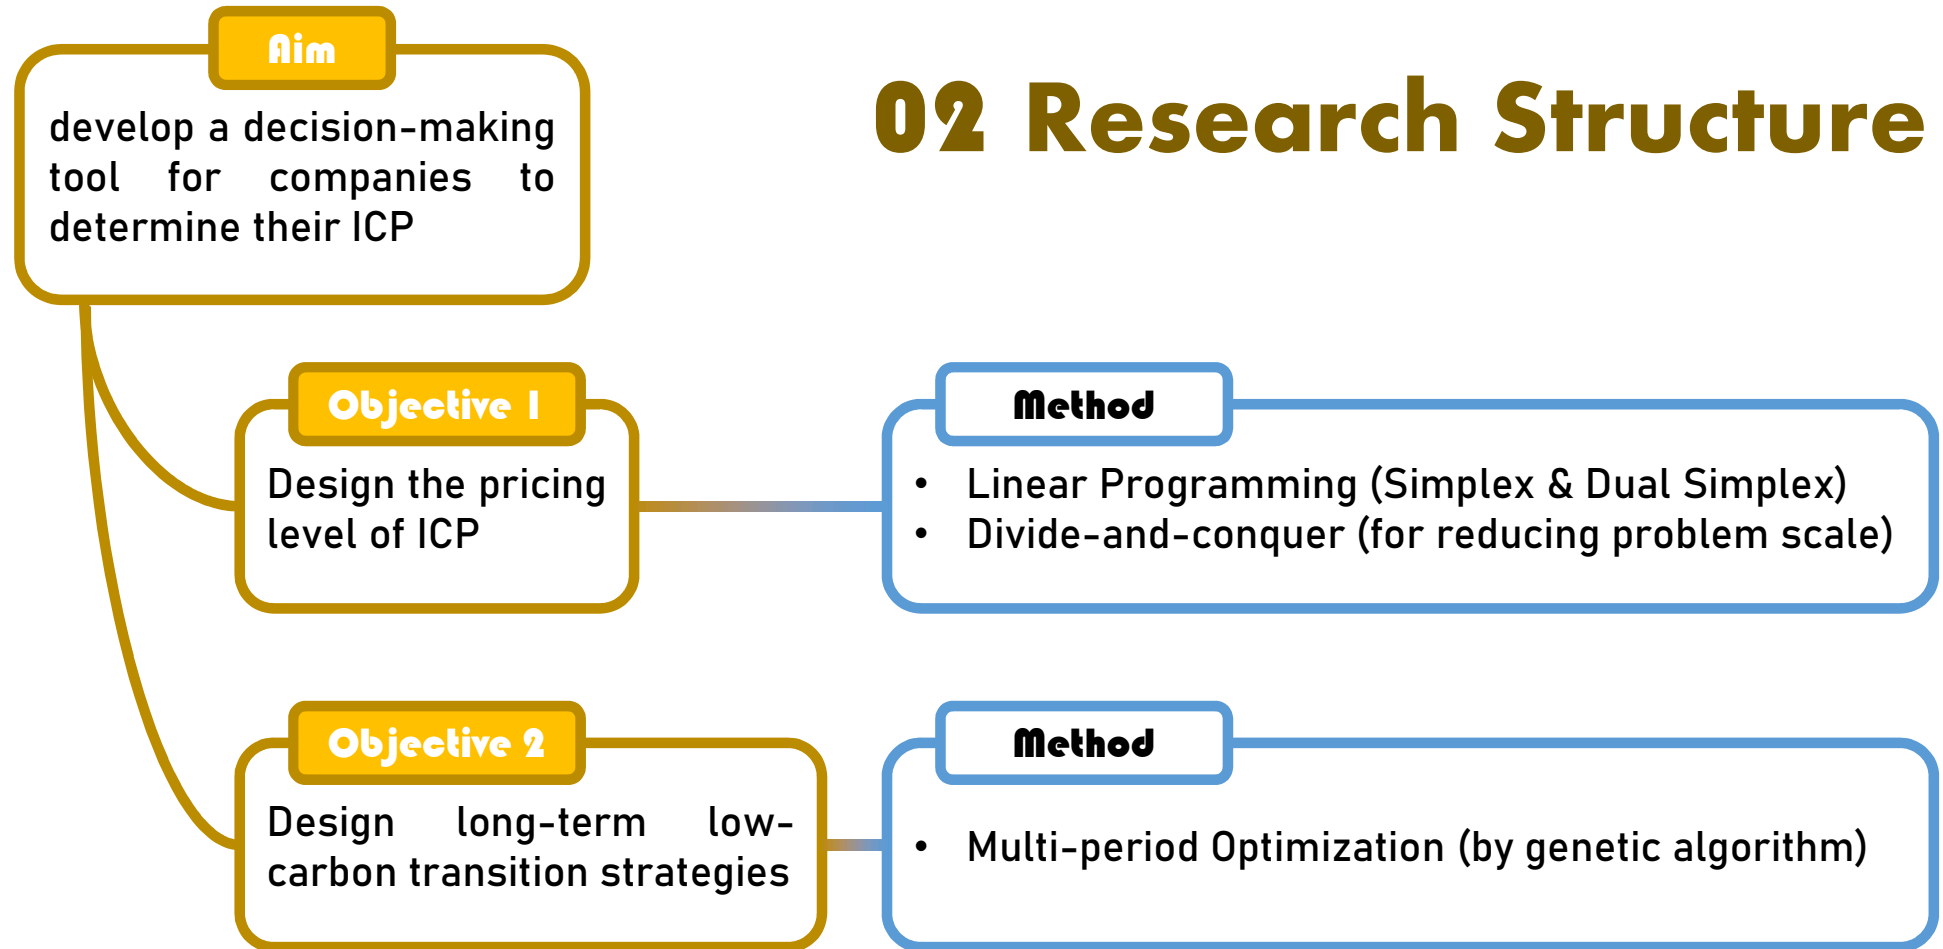 Aim
develop a decision-making
tool for companies to
determine their ICP
02 Research Structure
Objective 1
Design the pricing
level of ICP
Method
• Linear Programming (Simplex & Dual Simplex)
• Divide-and-conquer (for reducing problem scale)
Objective 2
Design long-term low-
carbon transition strategies
Method
• Multi-period Optimization (by genetic algorithm)